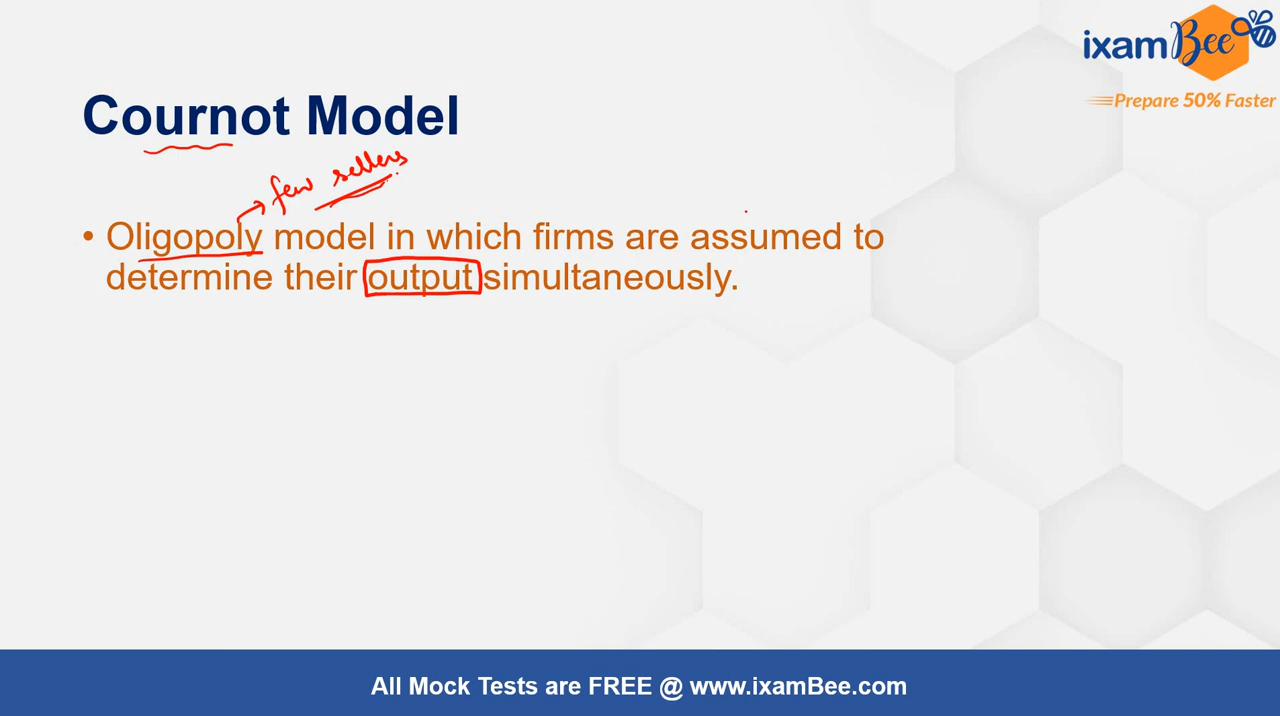 ixamBee
Prepare 50% Faster
Cournot Model
few sellers
• Oligopoly model in which firms are assumed to
determine their output simultaneously.
All Mock Tests are FREE @ www.ixamBee.com